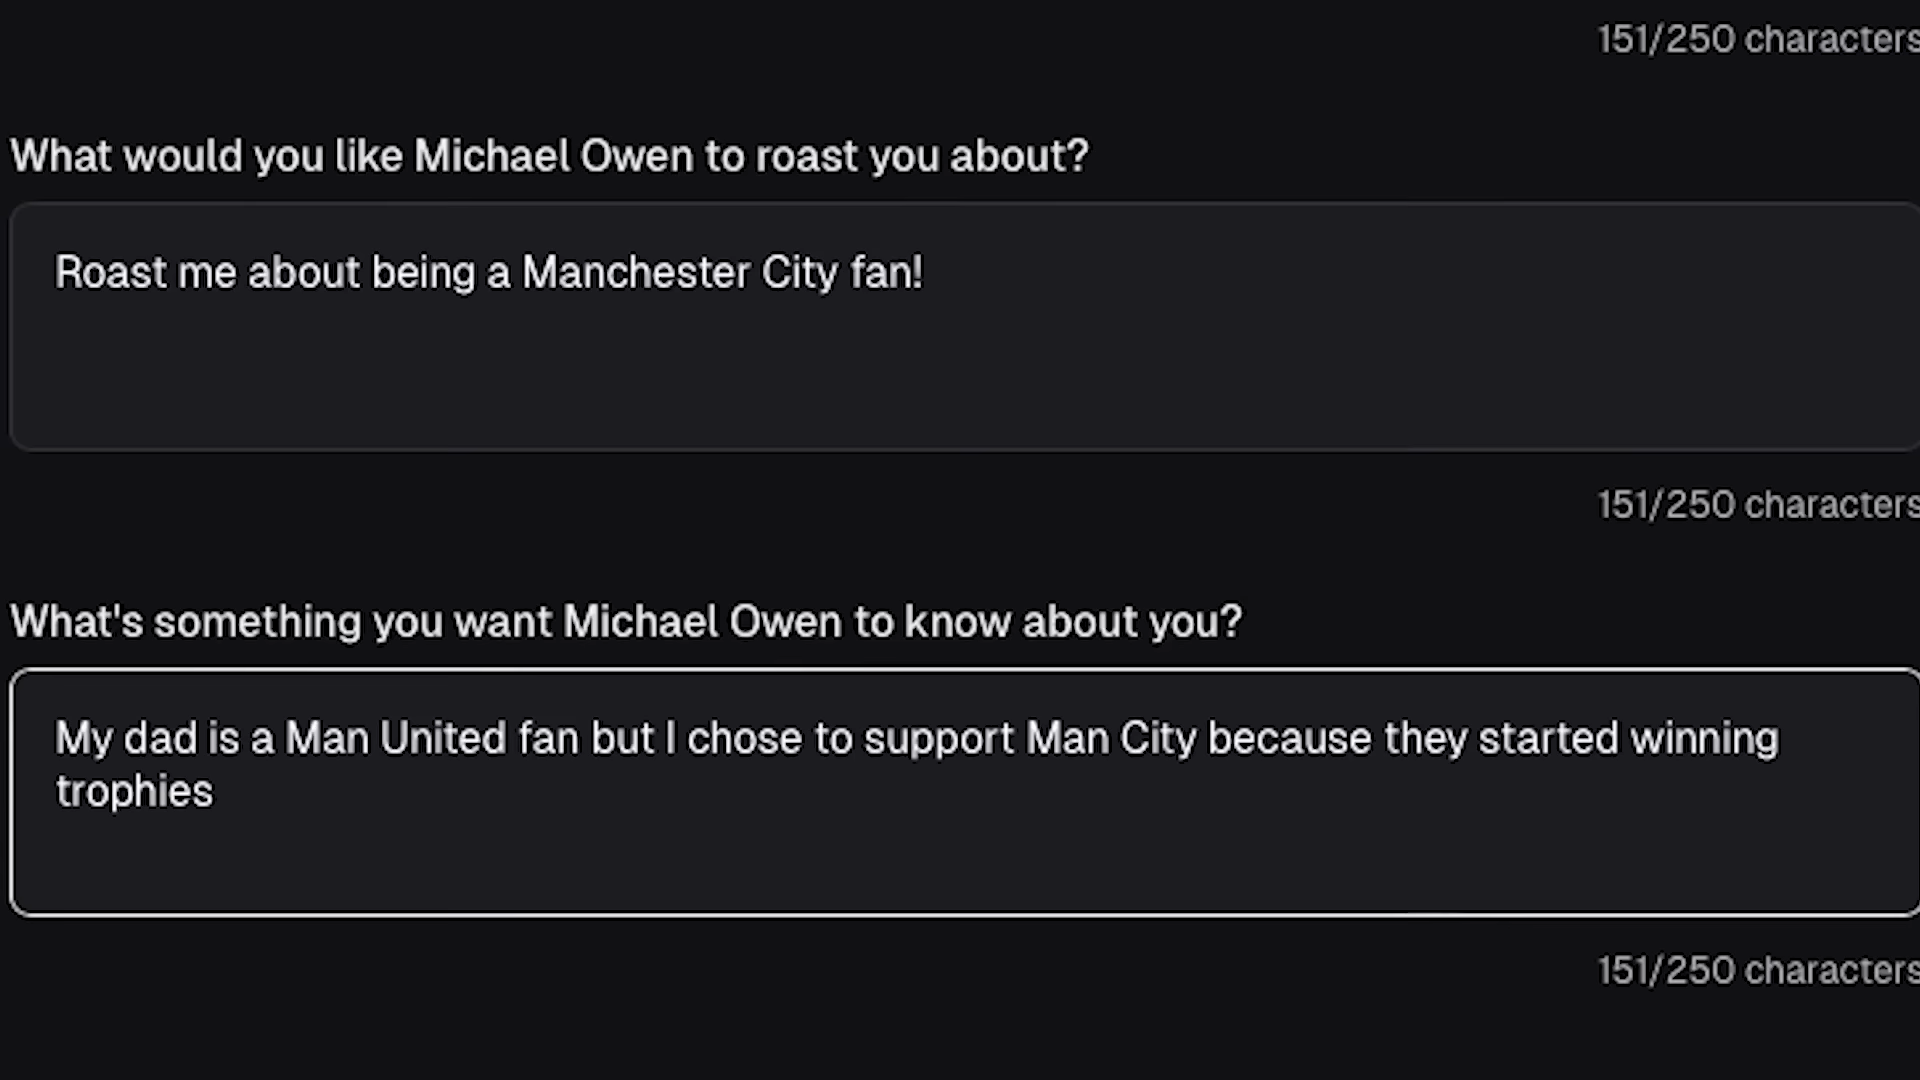 151/250 characters
What would you like Michael Owen to roast you about?
Roast me about being a Manchester City fan!
151/250 characters
What's something you want Michael Owen to know about you?
My dad is a Man United fan but I chose to support Man City because they started winning
trophies
151/250 characters